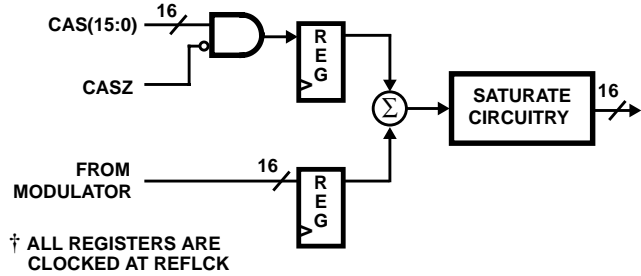 CAS(15:0)
16
CASZ
R
E
G
Σ
SATURATE
CIRCUITRY
16
FROM
MODULATOR
16
R
E
G
† ALL REGISTERS ARE
CLOCKED AT REFLCK